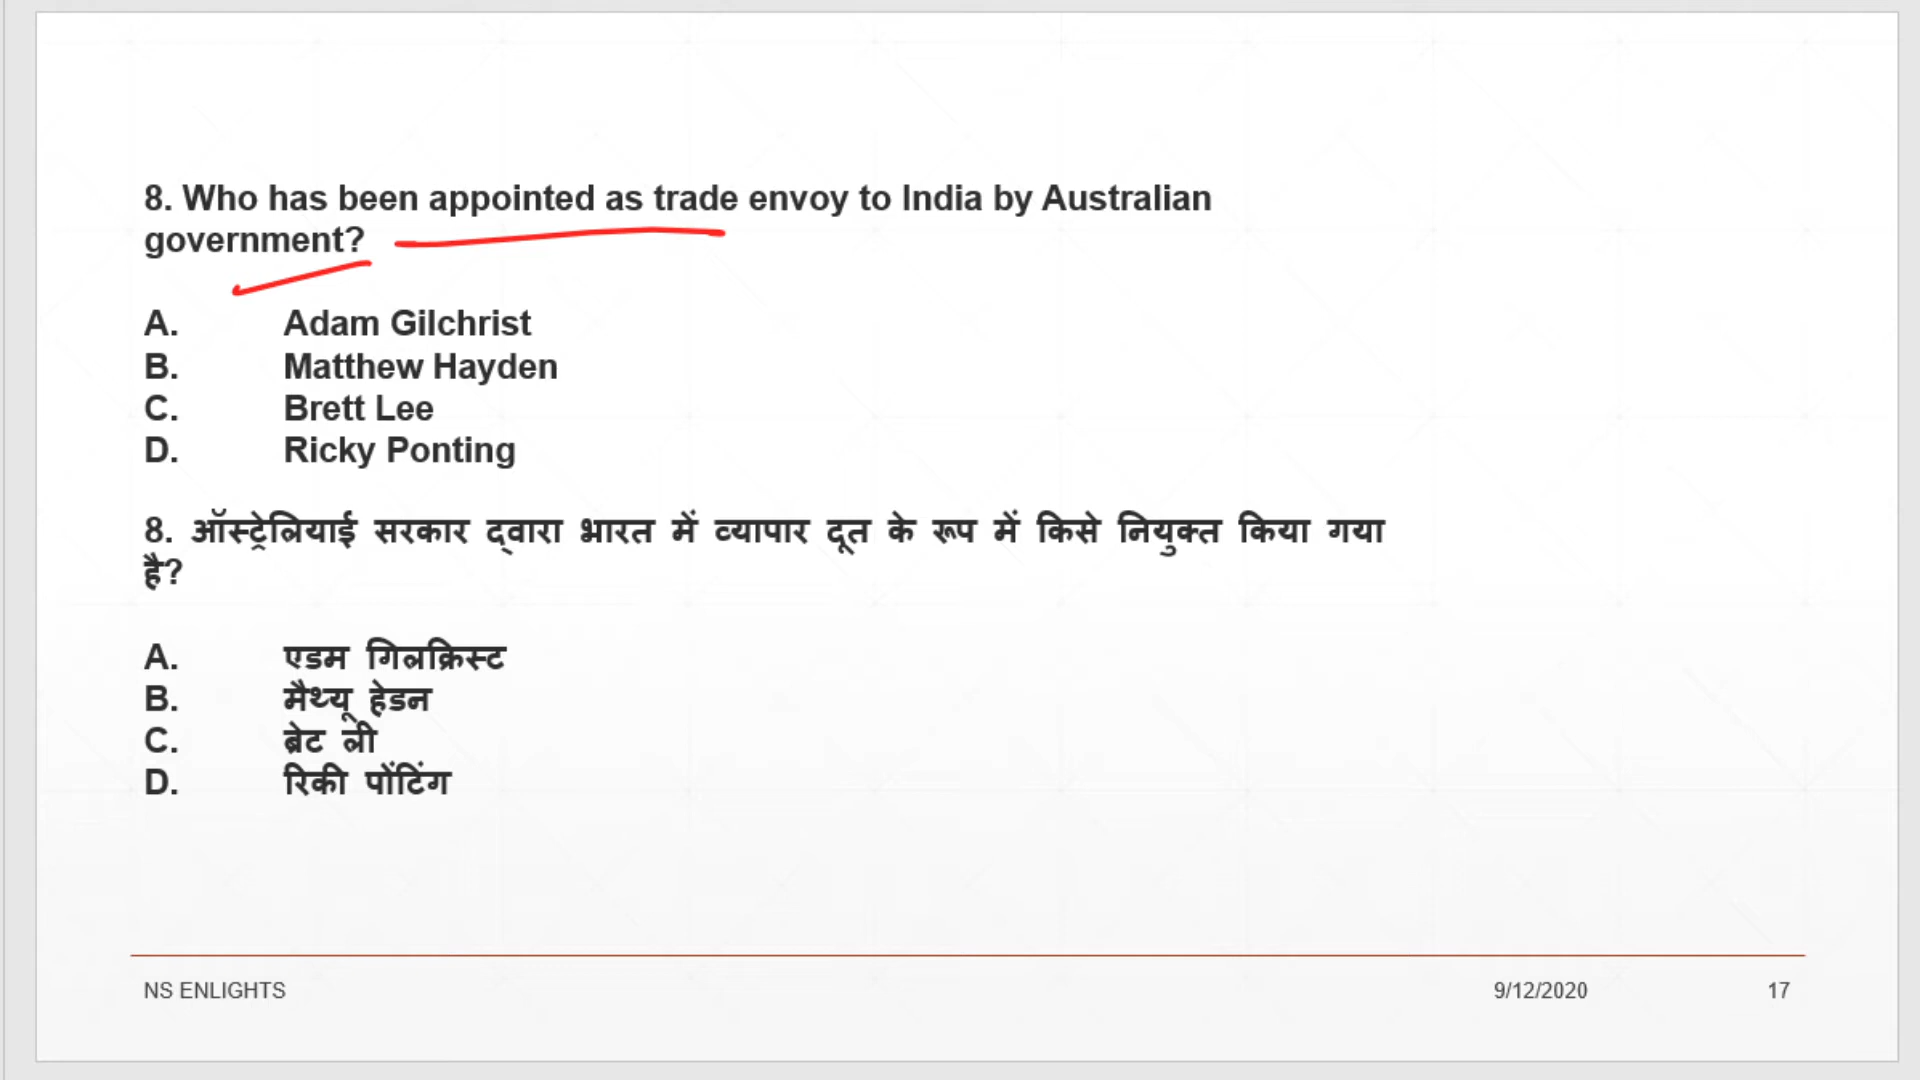 8. Who has been appointed as trade envoy to India by Australian
government?
A. Adam Gilchrist
B. Matthew Hayden
C. Brett Lee
D. Ricky Ponting
8. ऑस्ट्रेलियाई सरकार द्वारा भारत में व्यापार दूत के रूप में किसे नियुक्त किया गया
है?
A. एडम गिलक्रिस्ट
B. मैथ्यू हेडन
C. ब्रेट ली
D. रिकी पोंटिंग
NS ENLIGHTS 9/12/2020 17